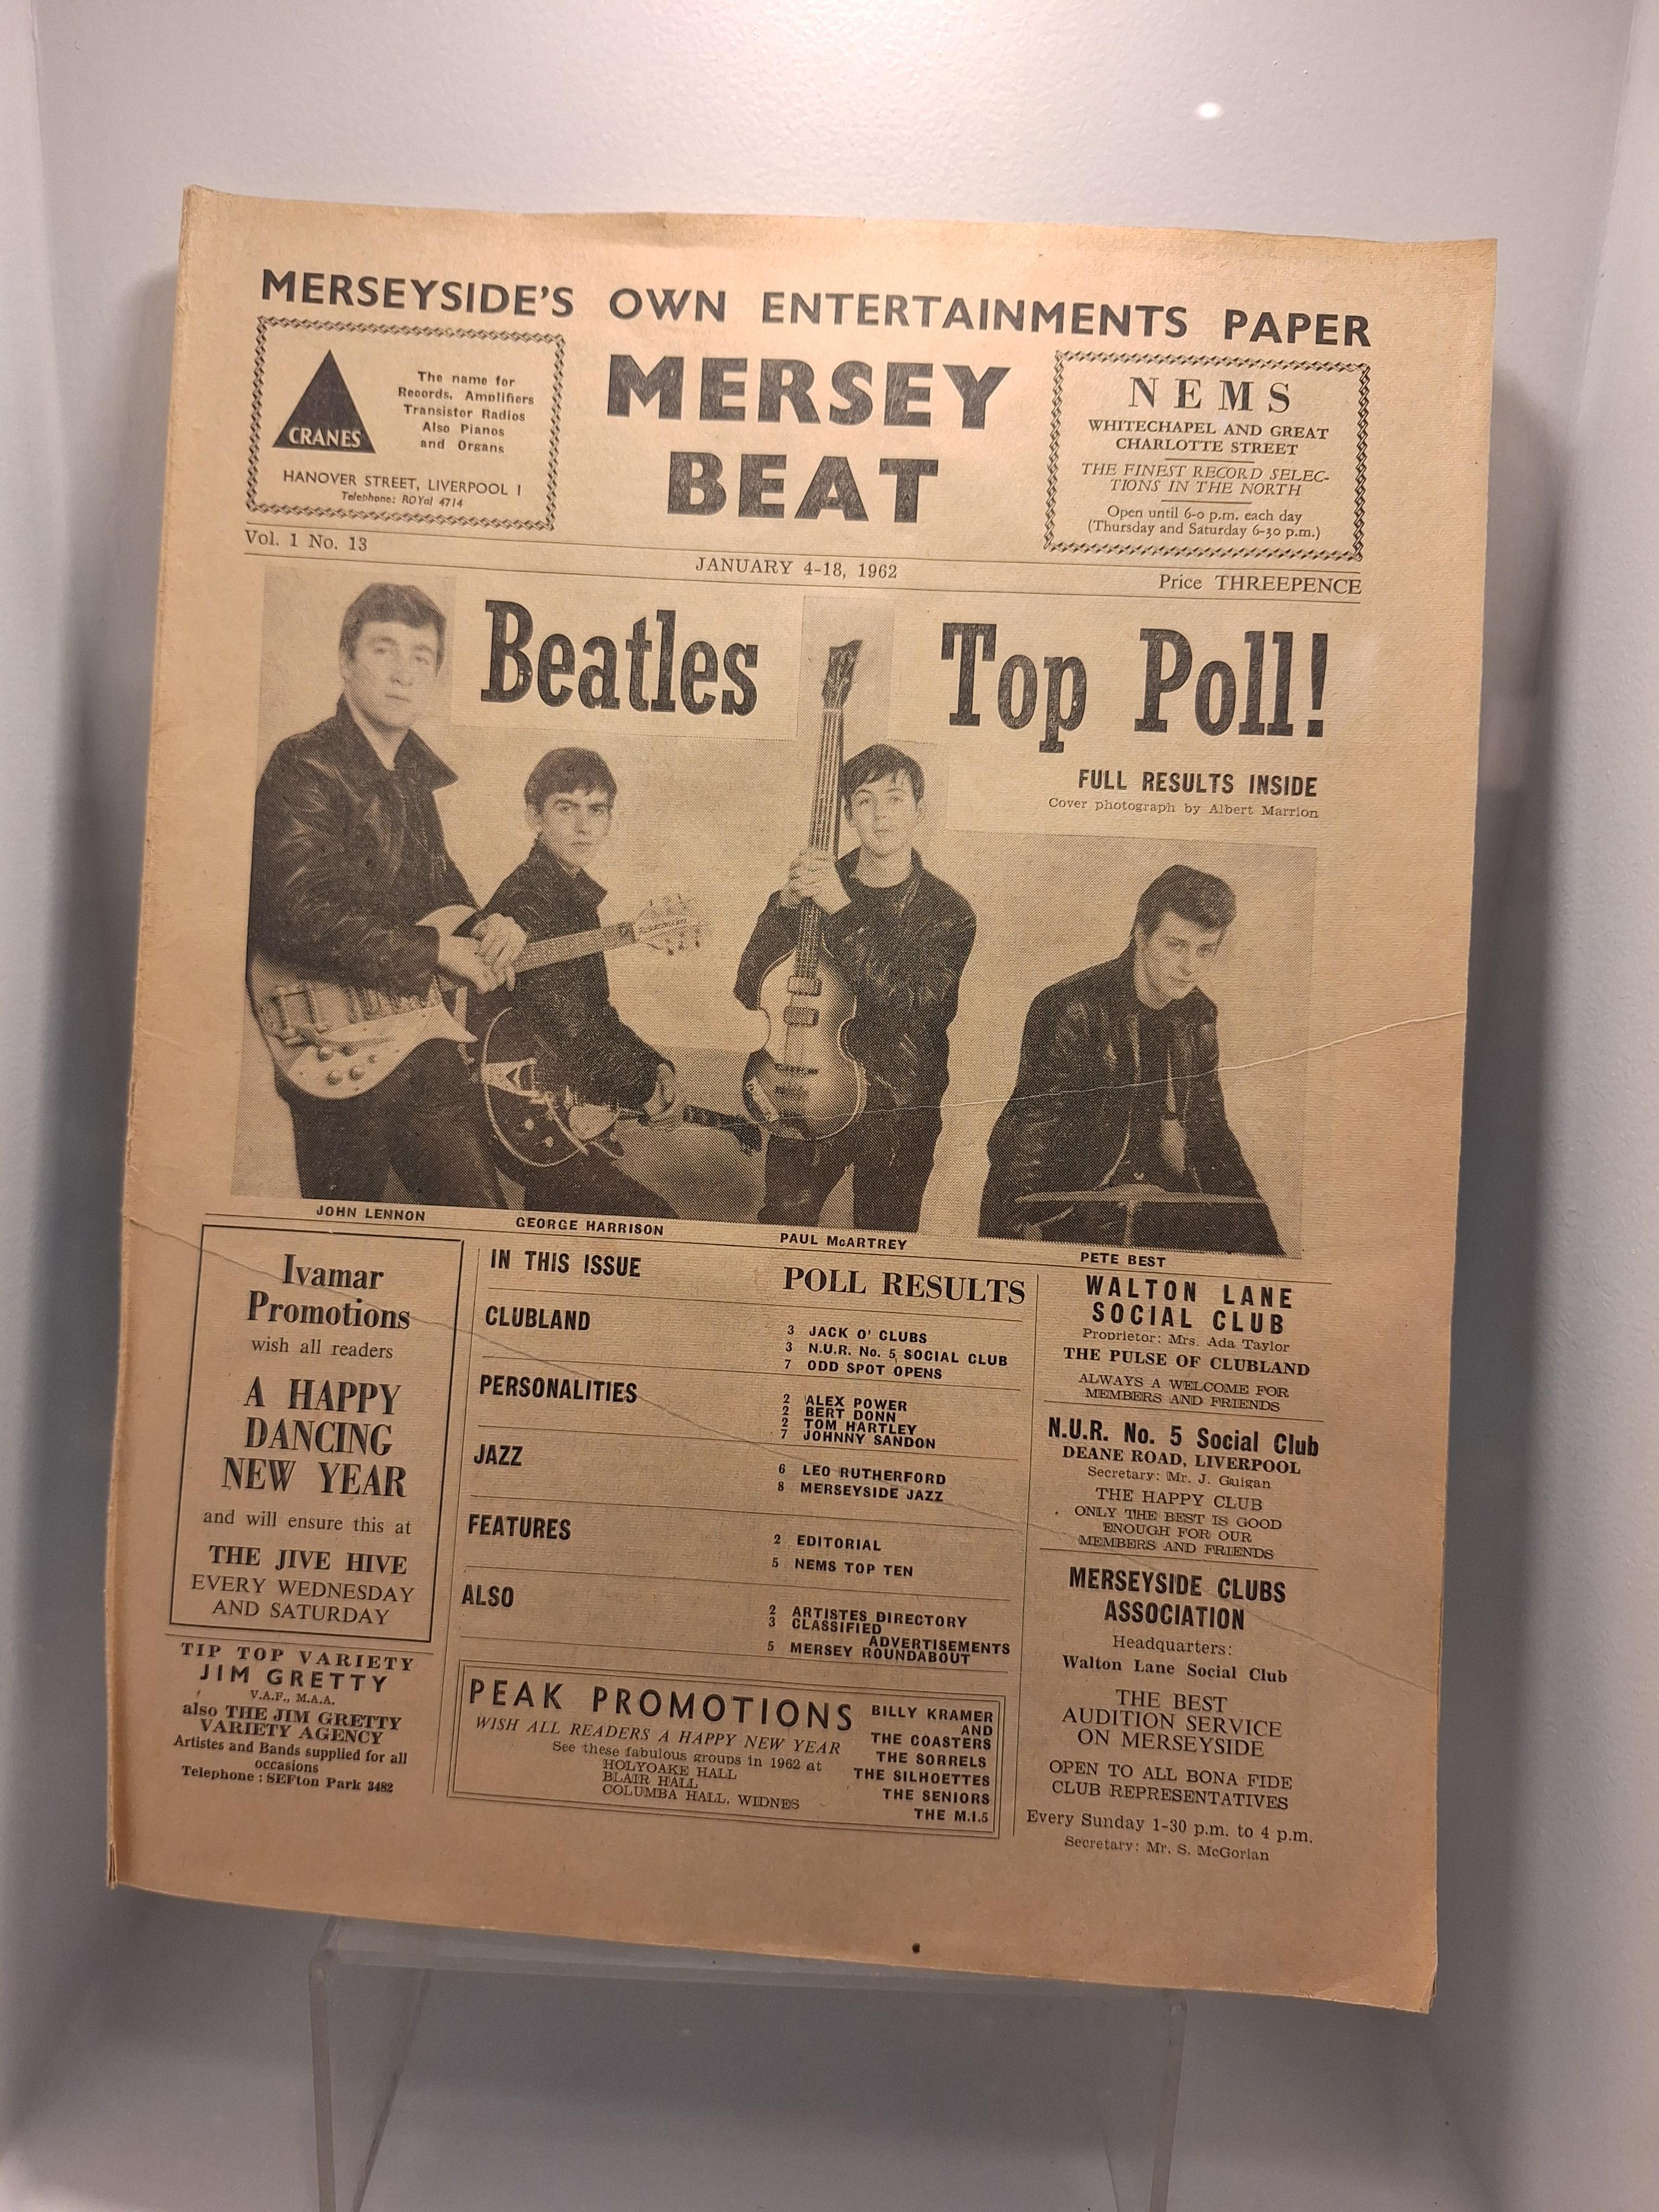 MERSEYSIDE'S OWN ENTERTAINMENTS PAPER
CRANES
The name for
Records, Amplifiers
Transistor Radios
Also Pianos
and Organs
HANOVER STREET, LIVERPOOL 1
Telephone: ROYal 4714
MERSEY
BEAT
NEMS
WHITECHAPEL AND GREAT
CHARLOTTE STREET
THE FINEST RECORD SELEC-
TIONS IN THE NORTH
Open until 6-0 p.m. each day
(Thursday and Saturday 6-30 p.m.)
Vol. 1 No. 13
JANUARY 4-18, 1962
Price THREEPENCE
Beatles Top Poll!
FULL RESULTS INSIDE
Cover photograph by Albert Marrion
JOHN LENNON
GEORGE HARRISON
PAUL McARTREY
PETE BEST
Ivamar
Promotions
wish all readers
A HAPPY
DANCING
NEW YEAR
and will ensure this at
THE JIVE HIVE
EVERY WEDNESDAY
AND SATURDAY
TIP TOP VARIETY
JIM GRETTY
V.A.F., M.A.A.
also THE JIM GRETTY
VARIETY AGENCY
Artistes and Bands supplied for all
occasions
Telephone : SEFton Park 3482
IN THIS ISSUE
POLL RESULTS
CLUBLAND
3 JACK O' CLUBS
3 N.U.R. No. 5 SOCIAL CLUB
7 ODD SPOT OPENS
PERSONALITIES
2 ALEX POWER
2 BERT DONN
2 TOM HARTLEY
7 JOHNNY SANDON
JAZZ
6 LEO RUTHERFORD
8 MERSEYSIDE JAZZ
FEATURES
2 EDITORIAL
5 NEMS TOP TEN
ALSO
2 ARTISTES DIRECTORY
3 CLASSIFIED
ADVERTISEMENTS
5 MERSEY ROUNDABOUT
PEAK PROMOTIONS
WISH ALL READERS A HAPPY NEW YEAR
See these fabulous groups in 1962 at
HOLYOAKE HALL
BLAIR HALL
COLUMBA HALL, WIDNES
BILLY KRAMER
AND
THE COASTERS
THE SORRELS
THE SILHOETTES
THE SENIORS
THE M.I.5
WALTON LANE
SOCIAL CLUB
Proprietor: Mrs. Ada Taylor
THE PULSE OF CLUBLAND
ALWAYS A WELCOME FOR
MEMBERS AND FRIENDS
N.U.R. No. 5 Social Club
DEANE ROAD, LIVERPOOL
Secretary: Mr. J. Guigan
THE HAPPY CLUB
ONLY THE BEST IS GOOD
ENOUGH FOR OUR
MEMBERS AND FRIENDS
MERSEYSIDE CLUBS
ASSOCIATION
Headquarters:
Walton Lane Social Club
THE BEST
AUDITION SERVICE
ON MERSEYSIDE
OPEN TO ALL BONA FIDE
CLUB REPRESENTATIVES
Every Sunday 1-30 p.m. to 4 p.m.
Secretary: Mr. S. McGorian